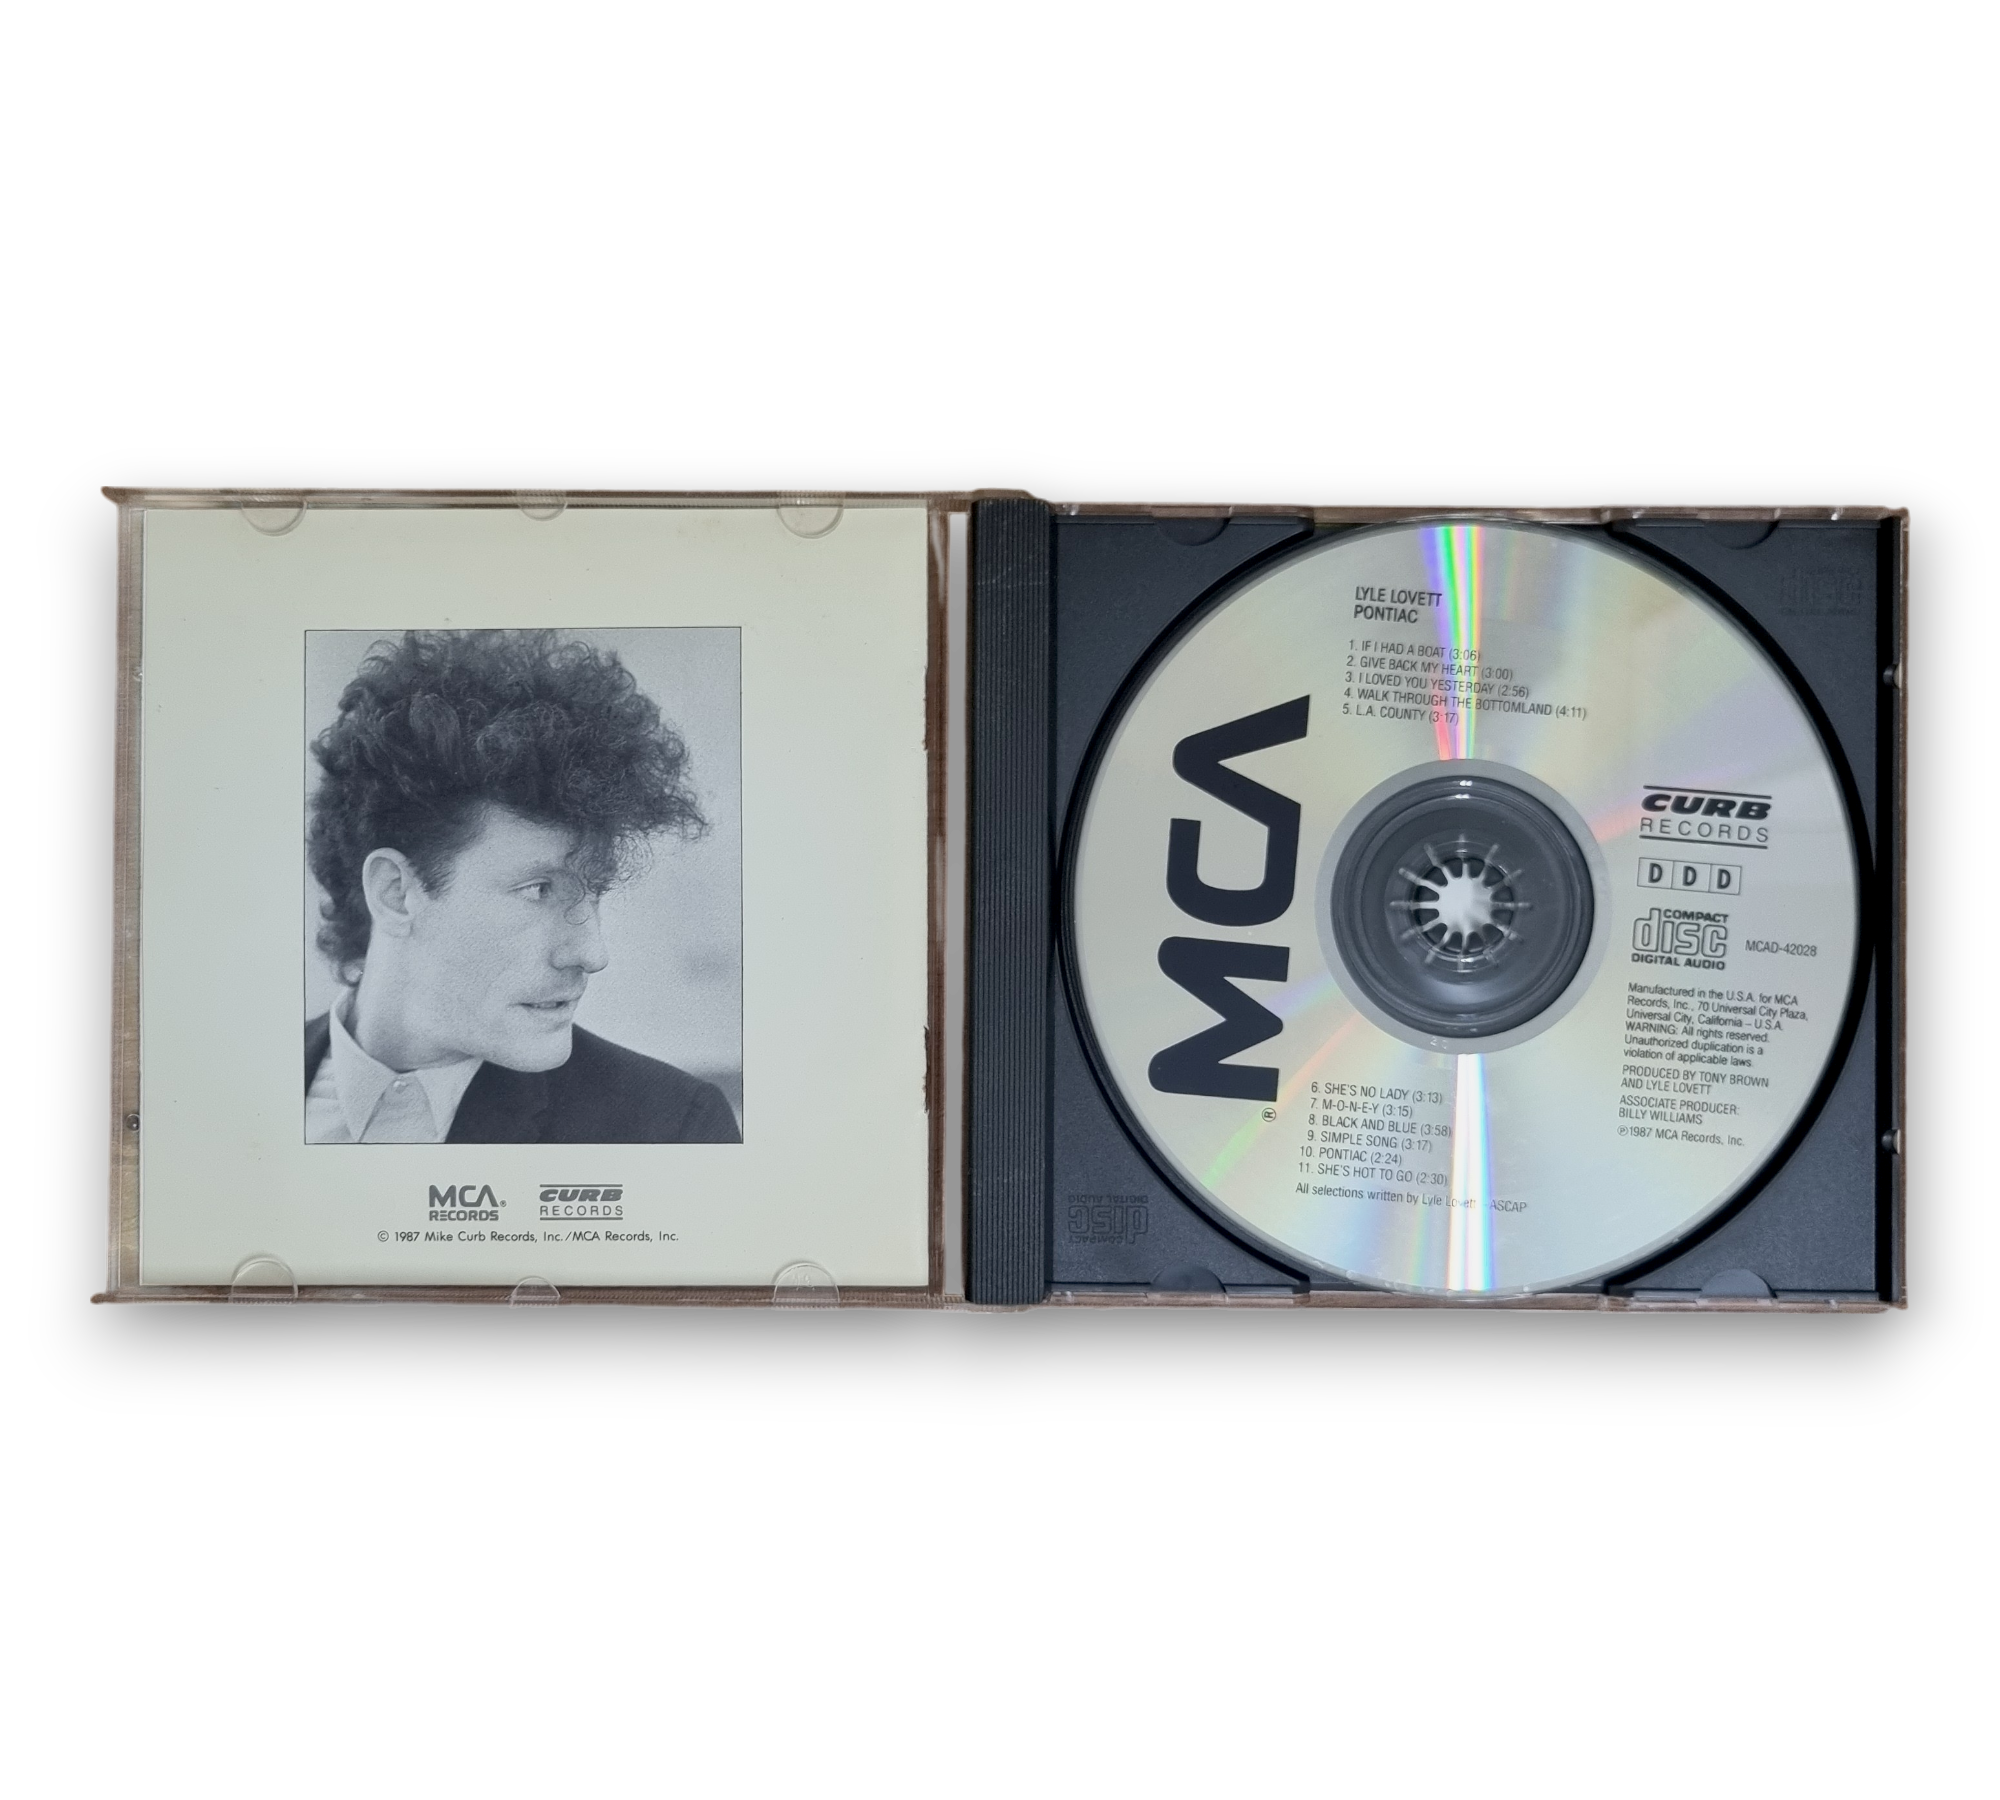 MCA®
RECORDS
CURB
RECORDS
© 1987 Mike Curb Records, Inc./MCA Records, Inc.
LYLE LOVETT
PONTIAC
1. IF I HAD A BOAT (3:06)
2. GIVE BACK MY HEART (3:00)
3. I LOVED YOU YESTERDAY (2:56)
4. WALK THROUGH THE BOTTOMLAND (4:11)
5. L.A. COUNTY (3:17)
MCA®
CURB
RECORDS
D D D
COMPACT
disc
DIGITAL AUDIO
MCAD-42028
Manufactured in the U.S.A. for MCA
Records, Inc., 70 Universal City Plaza,
Universal City, California – U.S.A.
WARNING: All rights reserved.
Unauthorized duplication is a
violation of applicable laws.
PRODUCED BY TONY BROWN
AND LYLE LOVETT
ASSOCIATE PRODUCER:
BILLY WILLIAMS
℗1987 MCA Records, Inc.
6. SHE'S NO LADY (3:13)
7. M-O-N-E-Y (3:15)
8. BLACK AND BLUE (3:58)
9. SIMPLE SONG (3:17)
10. PONTIAC (2:24)
11. SHE'S HOT TO GO (2:30)
All selections written by Lyle Lovett – ASCAP
COMPACT
disc
DIGITAL AUDIO